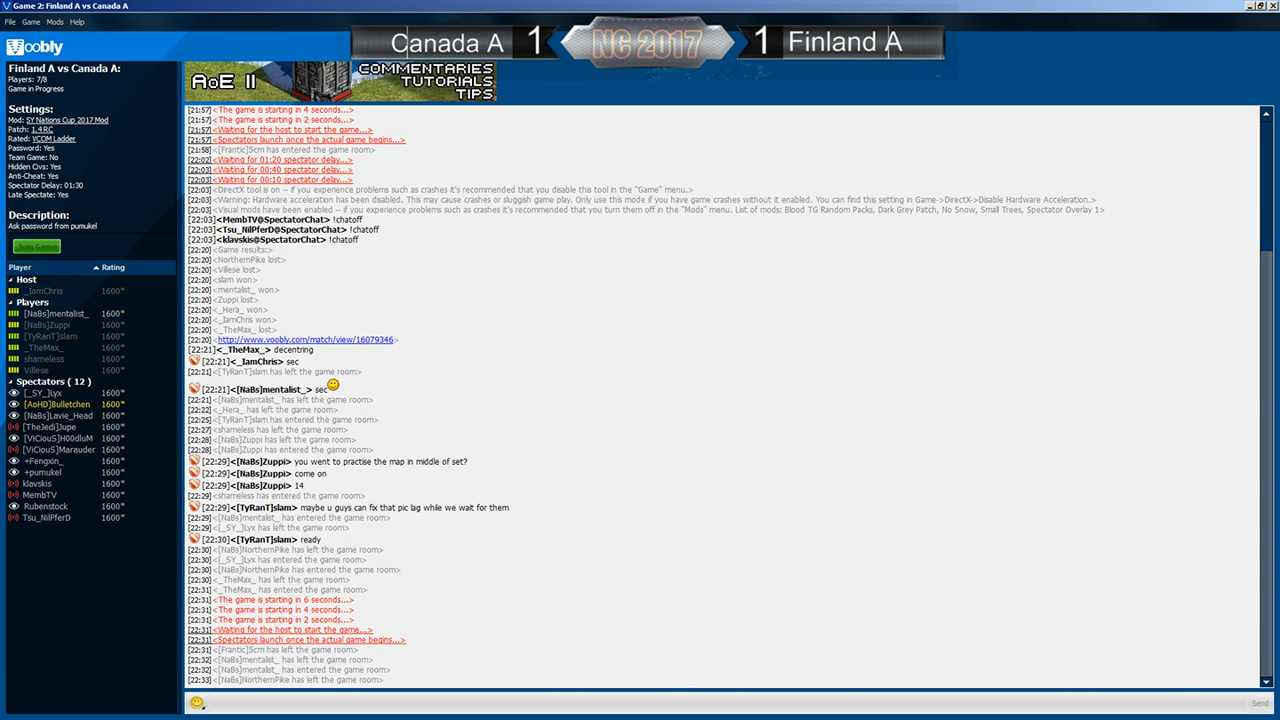 Game 2: Finland A vs Canada A
File Game Mods Help
Voobly
Canada A 1 NC 2017 1 Finland A
Finland A vs Canada A:
Players: 7/8
Game in Progress
Settings:
Mod: SY Nations Cup 2017 Mod
Patch: 1.4 RC
Rated: VCOM Ladder
Password: Yes
Team Game: No
Hidden Civs: Yes
Anti-Cheat: Yes
Spectator Delay: 01:30
Late Spectate: Yes
Description:
Ask password from pumukel
Join Game
Player Rating
Host
_IamChris 1600*
Players
[NaBs]mentalist_ 1600*
[NaBs]Zuppi 1600*
[TyRanT]slam 1600*
_TheMax_ 1600*
shameless 1600*
Villese 1600*
Spectators ( 12 )
[_SY_]Lyx 1600*
[AoHD]Bulletchen 1600*
[NaBs]Lavie_Head 1600*
[TheJedi]Jupe 1600*
[ViCiouS]H00dluM 1600*
[ViCiouS]Marauder 1600*
+Fengxin_ 1600*
+pumukel 1600*
klavskis 1600*
MembTV 1600*
Rubenstock 1600*
Tsu_NilPferD 1600*
AoE II
COMMENTARIES
TUTORIALS
TIPS
[21:57]<The game is starting in 4 seconds...>
[21:57]<The game is starting in 2 seconds...>
[21:57]<Waiting for the host to start the game...>
[21:57]<Spectators launch once the actual game begins...>
[21:58]<[Frantic]5cm has entered the game room>
[22:02]<Waiting for 01:20 spectator delay...>
[22:03]<Waiting for 00:40 spectator delay...>
[22:03]<Waiting for 00:10 spectator delay...>
[22:03]<DirectX tool is on -- if you experience problems such as crashes it's recommended that you disable this tool in the "Game" menu.>
[22:03]<Warning: Hardware acceleration has been disabled. This may cause crashes or sluggish game play. Only use this mode if you have game crashes without it enabled. You can find this setting in Game->DirectX->Disable Hardware Acceleration.>
[22:03]<Visual mods have been enabled -- if you experience problems such as crashes it's recommended that you turn them off in the "Mods" menu. List of mods: Blood TG Random Packs, Dark Grey Patch, No Snow, Small Trees, Spectator Overlay 1>
[22:03]<MembTV@SpectatorChat> !chatoff
[22:03]<Tsu_NilPferD@SpectatorChat> !chatoff
[22:03]<klavskis@SpectatorChat> !chatoff
[22:20]<Game results:>
[22:20]<NorthernPike lost>
[22:20]<Villese lost>
[22:20]<slam won>
[22:20]<mentalist_ won>
[22:20]<Zuppi lost>
[22:20]<_Hera_ won>
[22:20]<_IamChris won>
[22:20]<_TheMax_ lost>
[22:20]<http://www.voobly.com/match/view/16079346>
[22:21]<_TheMax_> decentring
[22:21]<_IamChris> sec
[22:21]<[TyRanT]slam has left the game room>
[22:21]<[NaBs]mentalist_> sec
[22:21]<[NaBs]mentalist_ has left the game room>
[22:22]<_Hera_ has left the game room>
[22:25]<[TyRanT]slam has entered the game room>
[22:27]<shameless has left the game room>
[22:28]<[NaBs]Zuppi has left the game room>
[22:28]<[NaBs]Zuppi has entered the game room>
[22:29]<[NaBs]Zuppi> you went to practise the map in middle of set?
[22:29]<[NaBs]Zuppi> come on
[22:29]<[NaBs]Zuppi> 14
[22:29]<shameless has entered the game room>
[22:29]<[TyRanT]slam> maybe u guys can fix that pic lag while we wait for them
[22:29]<[NaBs]mentalist_ has entered the game room>
[22:29]<[_SY_]Lyx has left the game room>
[22:30]<[TyRanT]slam> ready
[22:30]<[NaBs]NorthernPike has left the game room>
[22:30]<[_SY_]Lyx has entered the game room>
[22:30]<[NaBs]NorthernPike has entered the game room>
[22:30]<_TheMax_ has left the game room>
[22:31]<_TheMax_ has entered the game room>
[22:31]<The game is starting in 6 seconds...>
[22:31]<The game is starting in 4 seconds...>
[22:31]<The game is starting in 2 seconds...>
[22:31]<Waiting for the host to start the game...>
[22:31]<Spectators launch once the actual game begins...>
[22:31]<[Frantic]5cm has left the game room>
[22:32]<[NaBs]mentalist_ has left the game room>
[22:32]<[NaBs]mentalist_ has entered the game room>
[22:33]<[NaBs]NorthernPike has left the game room>
Send